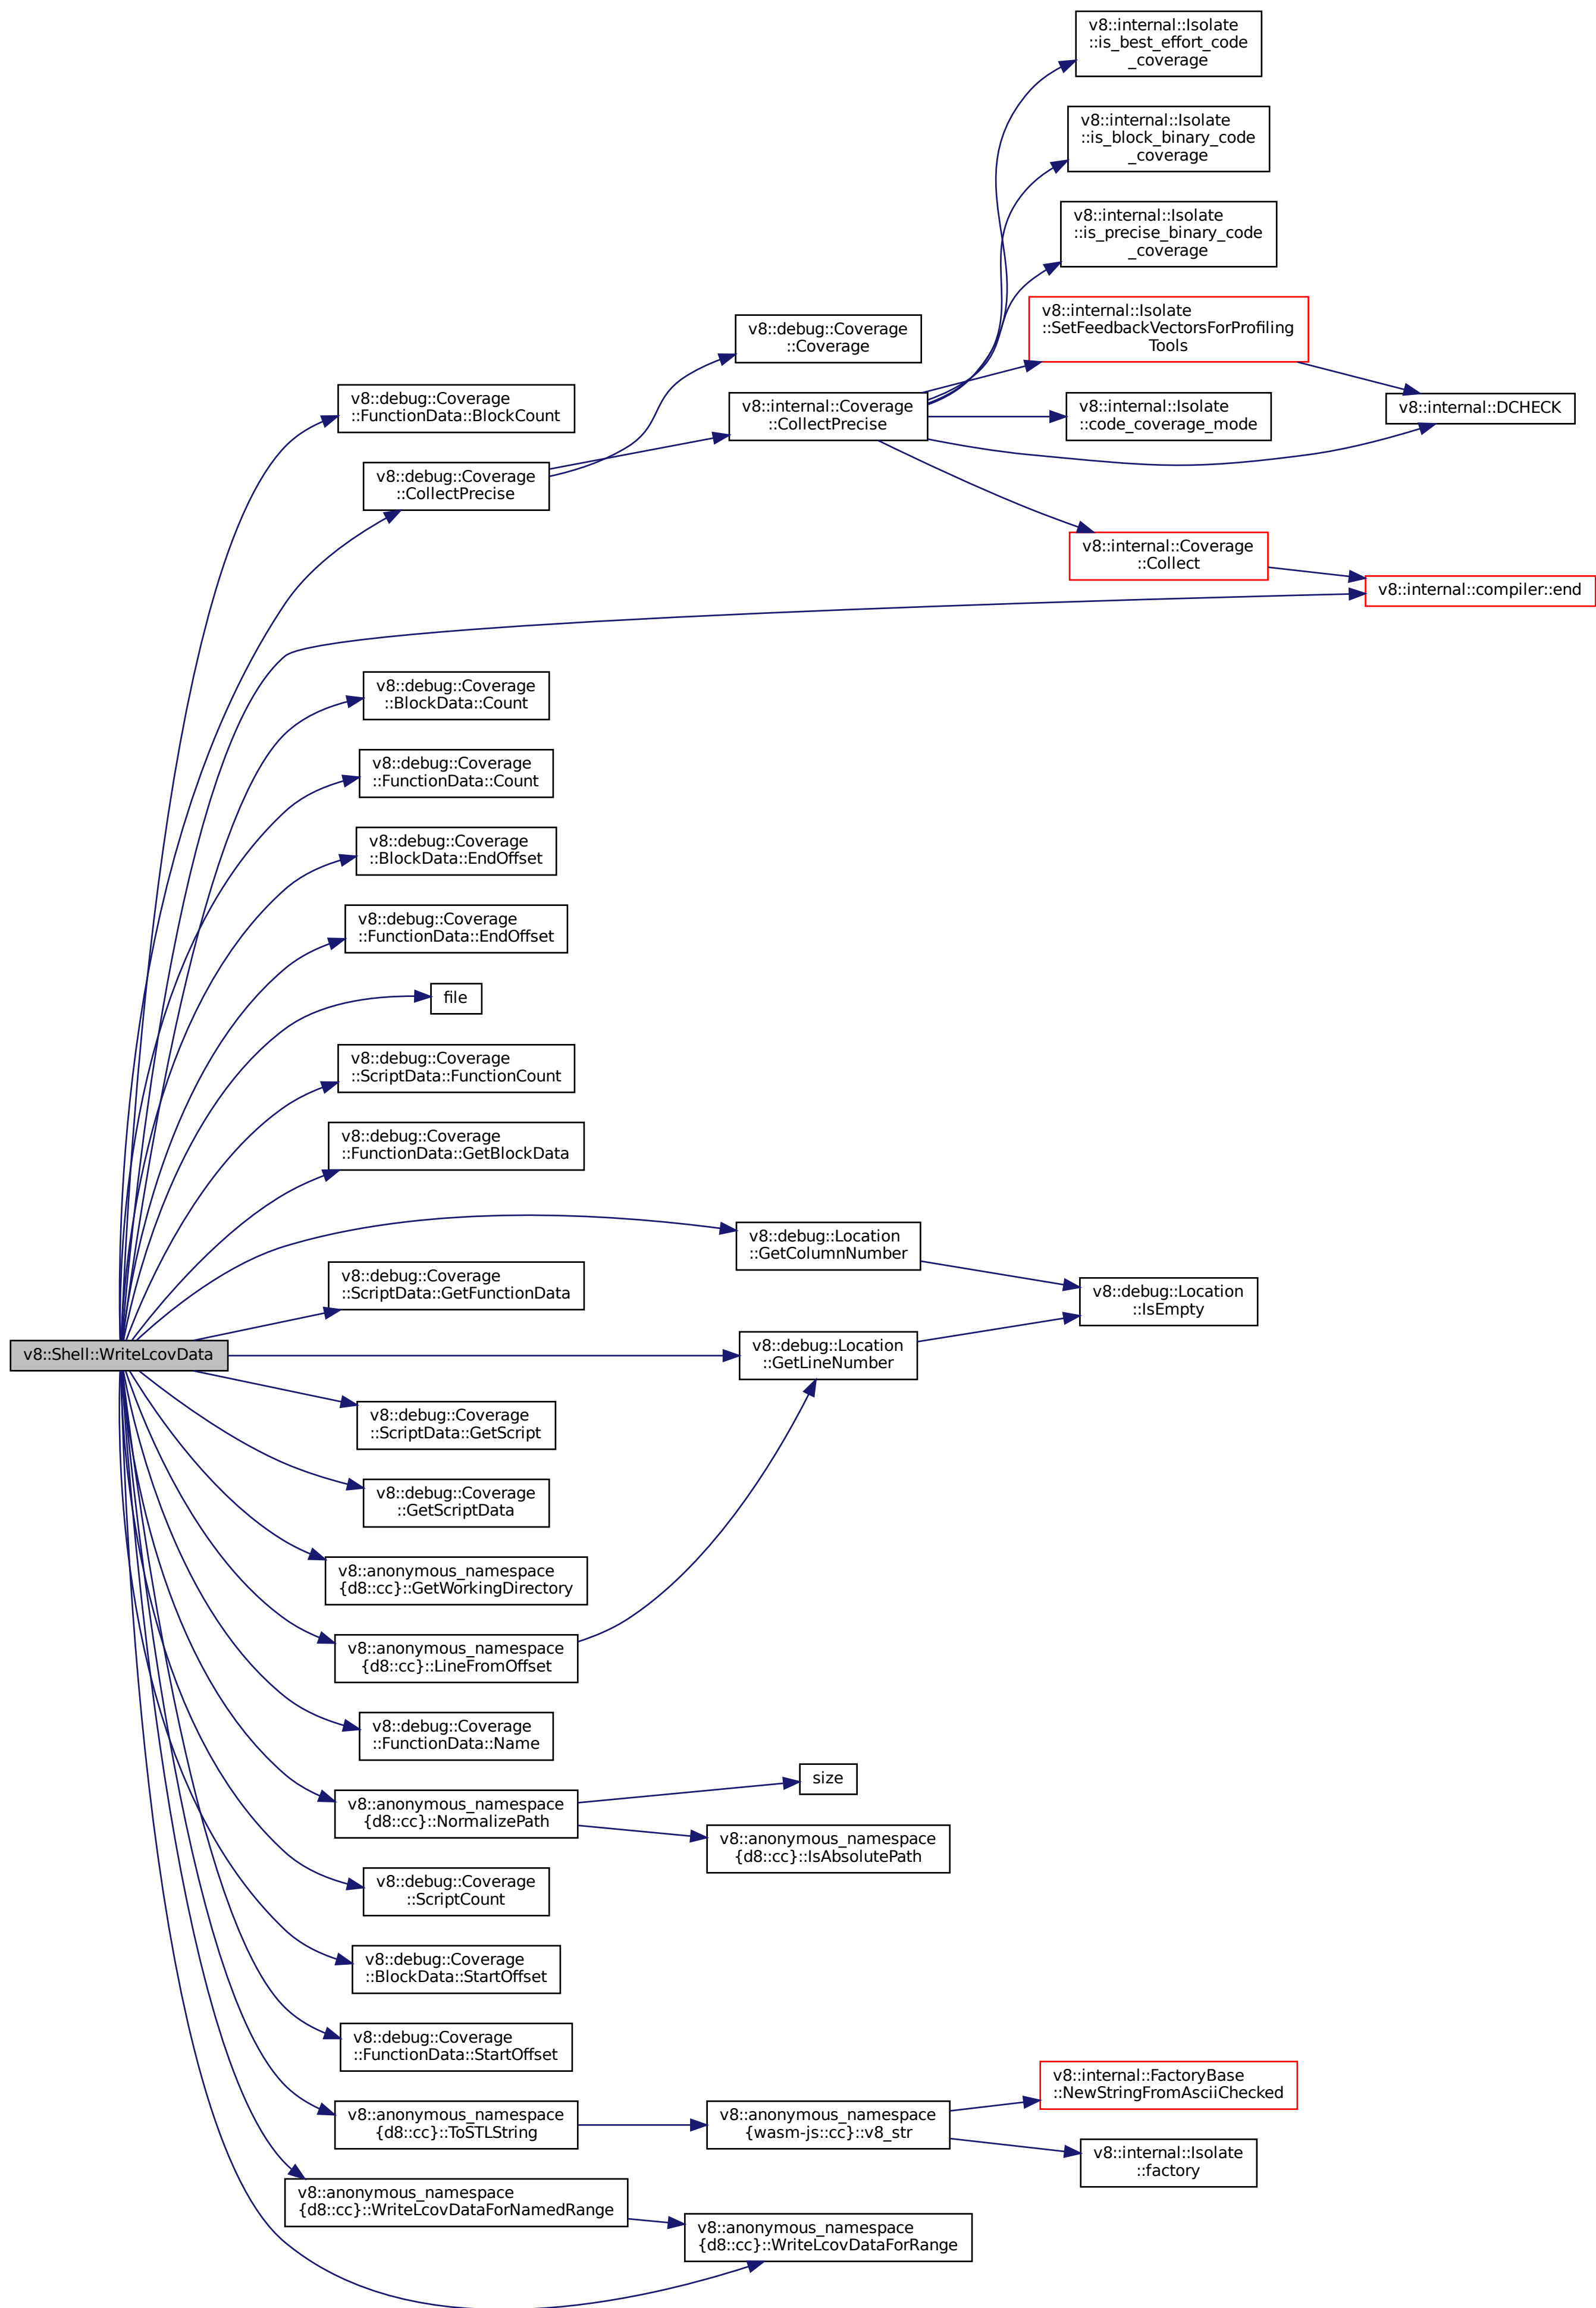 v8::internal::Isolate
::is_best_effort_code
_coverage
v8::internal::Isolate
::is_block_binary_code
_coverage
v8::internal::Isolate
::is_precise_binary_code
_coverage
v8::internal::Isolate
::SetFeedbackVectorsForProfiling
Tools
v8::debug::Coverage
::Coverage
v8::debug::Coverage
::FunctionData::BlockCount
v8::internal::Coverage
::CollectPrecise
v8::internal::Isolate
::code_coverage_mode
v8::internal::DCHECK
v8::debug::Coverage
::CollectPrecise
v8::internal::Coverage
::Collect
v8::internal::compiler::end
v8::debug::Coverage
::BlockData::Count
v8::debug::Coverage
::FunctionData::Count
v8::debug::Coverage
::BlockData::EndOffset
v8::debug::Coverage
::FunctionData::EndOffset
file
v8::debug::Coverage
::ScriptData::FunctionCount
v8::debug::Coverage
::FunctionData::GetBlockData
v8::debug::Location
::GetColumnNumber
v8::debug::Coverage
::ScriptData::GetFunctionData
v8::debug::Location
::IsEmpty
v8::Shell::WriteLcovData
v8::debug::Location
::GetLineNumber
v8::debug::Coverage
::ScriptData::GetScript
v8::debug::Coverage
::GetScriptData
v8::anonymous_namespace
{d8::cc}::GetWorkingDirectory
v8::anonymous_namespace
{d8::cc}::LineFromOffset
v8::debug::Coverage
::FunctionData::Name
size
v8::anonymous_namespace
{d8::cc}::NormalizePath
v8::anonymous_namespace
{d8::cc}::IsAbsolutePath
v8::debug::Coverage
::ScriptCount
v8::debug::Coverage
::BlockData::StartOffset
v8::debug::Coverage
::FunctionData::StartOffset
v8::internal::FactoryBase
::NewStringFromAsciiChecked
v8::anonymous_namespace
{d8::cc}::ToSTLString
v8::anonymous_namespace
{wasm-js::cc}::v8_str
v8::internal::Isolate
::factory
v8::anonymous_namespace
{d8::cc}::WriteLcovDataForNamedRange
v8::anonymous_namespace
{d8::cc}::WriteLcovDataForRange